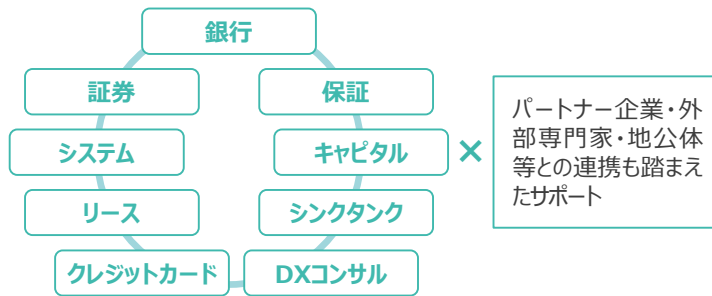 銀行
証券
保証
システム
キャピタル
リース
シンクタンク
クレジットカード
DXコンサル
×
パートナー企業・外
部専門家・地公体
等との連携も踏まえ
たサポート